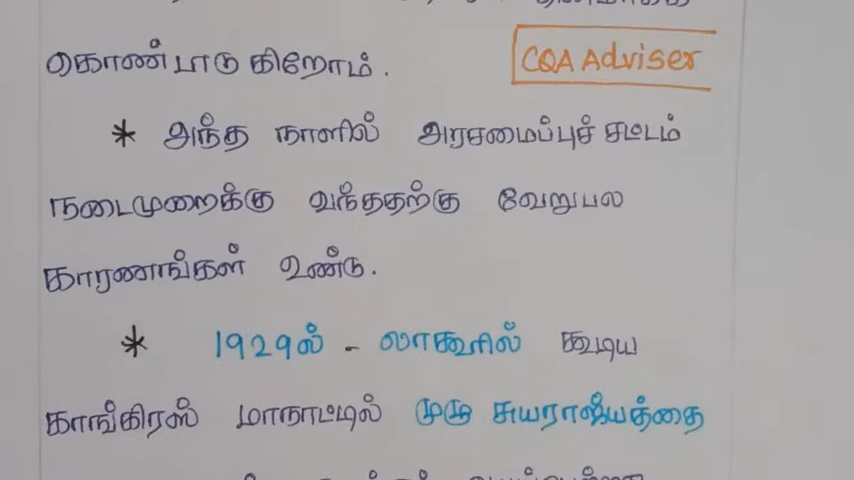 கொண்டாடுகிறோம். CQA Adviser
* அந்த நாளில் அரசமைப்புச் சட்டம்
நடைமுறைக்கு வந்ததற்கு வேறுபல
காரணங்கள் உண்டு.
* 1929ல் - லாகூரில் கூடிய
காங்கிரஸ் மாநாட்டில் முழு சுயராஜ்யத்தை